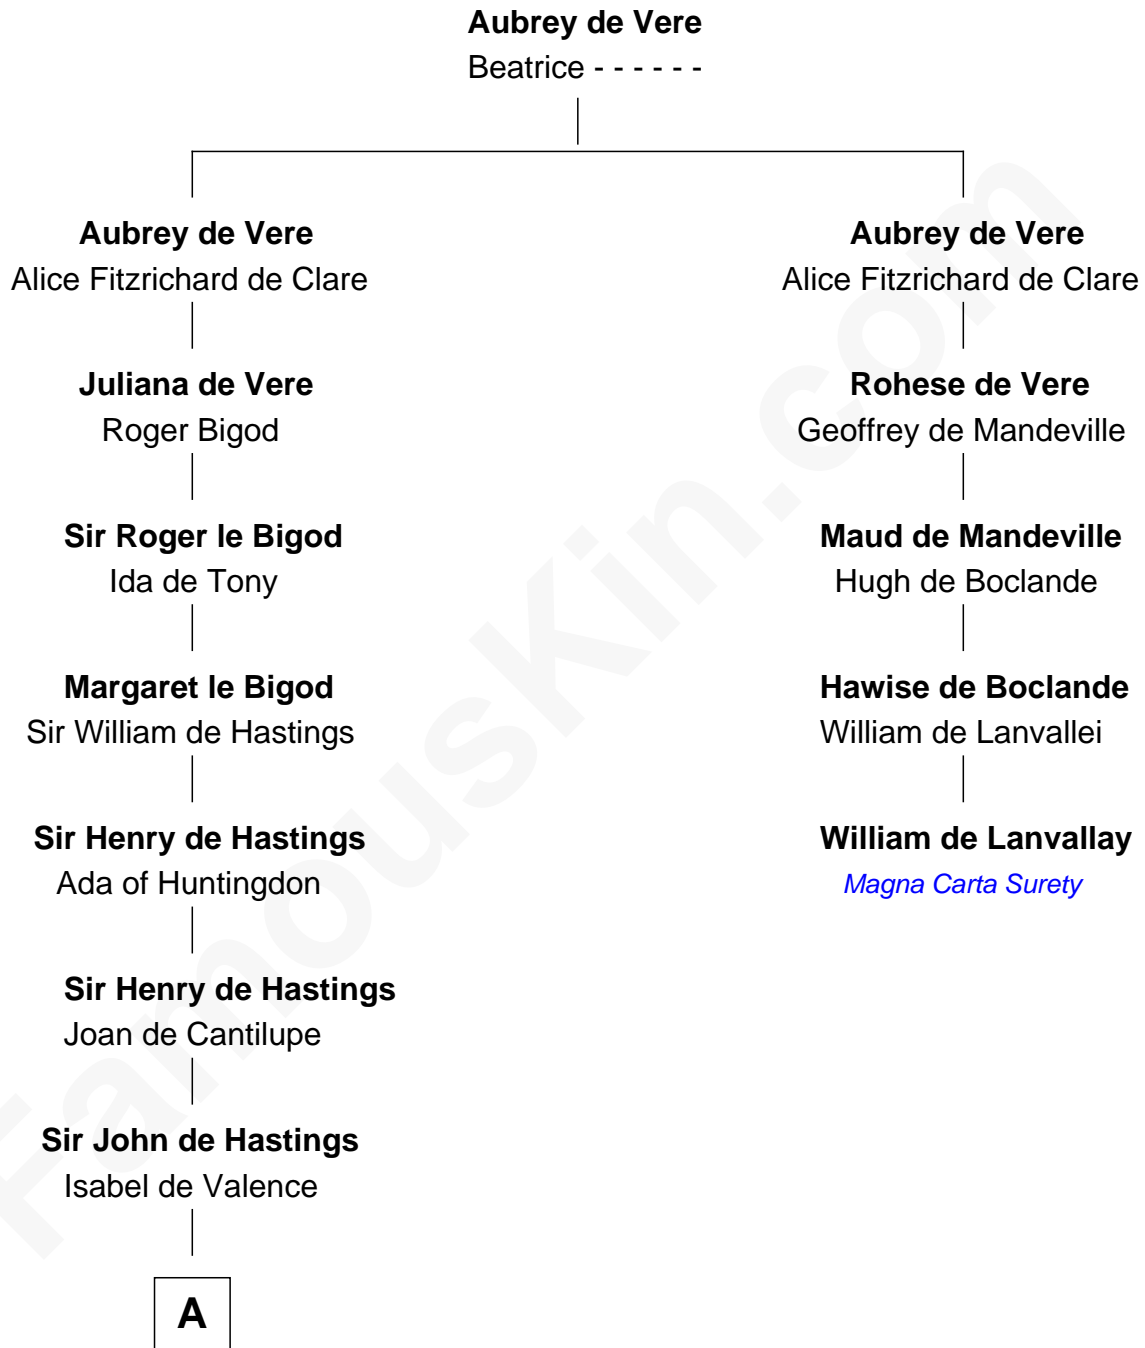 Aubrey de Vere
Beatrice - - - - - -
Aubrey de Vere
Alice Fitzrichard de Clare
Juliana de Vere
Roger Bigod
Sir Roger le Bigod
Ida de Tony
Margaret le Bigod
Sir William de Hastings
Sir Henry de Hastings
Ada of Huntingdon
Sir Henry de Hastings
Joan de Cantilupe
Sir John de Hastings
Isabel de Valence
A
Aubrey de Vere
Alice Fitzrichard de Clare
Rohese de Vere
Geoffrey de Mandeville
Maud de Mandeville
Hugh de Boclande
Hawise de Boclande
William de Lanvallei
William de Lanvallay
Magna Carta Surety
FamousKin.com